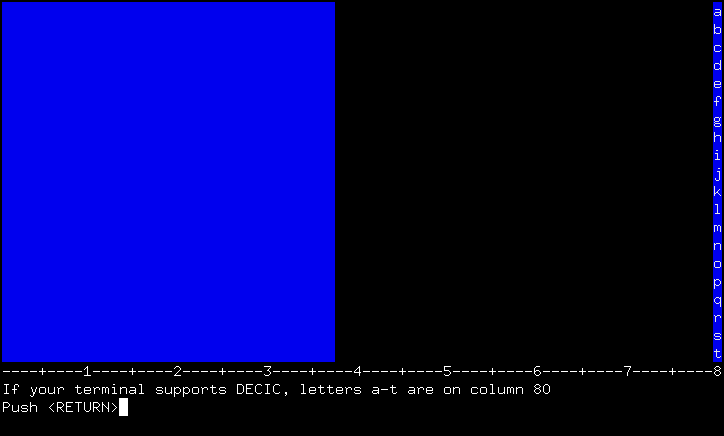 a
b
c
d
e
f
g
h
i
j
k
l
m
n
o
p
q
r
s
t
----+----1----+----2----+----3----+----4----+----5----+----6----+----7----+----8
If your terminal supports DECIC, letters a-t are on column 80
Push <RETURN>